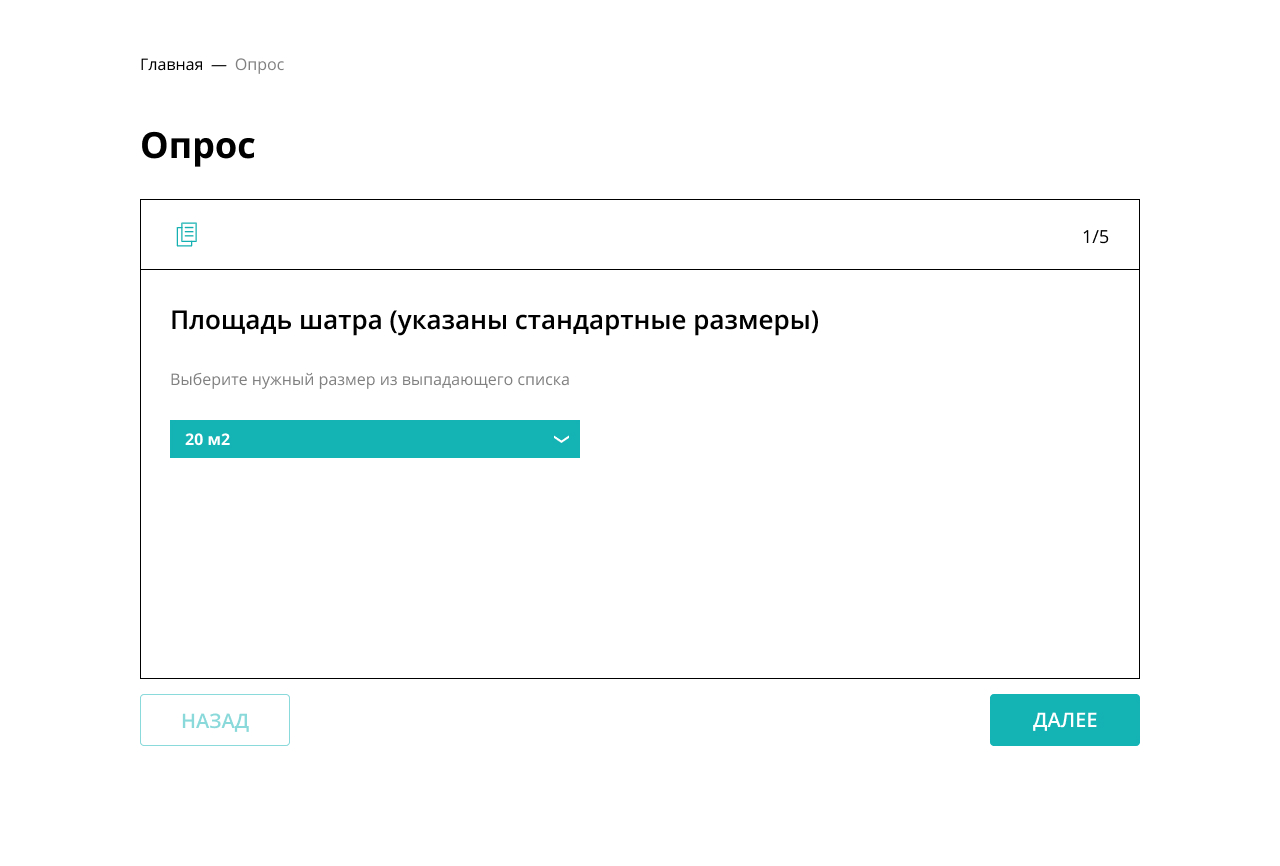 Главная — Опрос
Опрос
1/5
Площадь шатра (указаны стандартные размеры)
Выберите нужный размер из выпадающего списка
20 м2
НАЗАД
ДАЛЕЕ